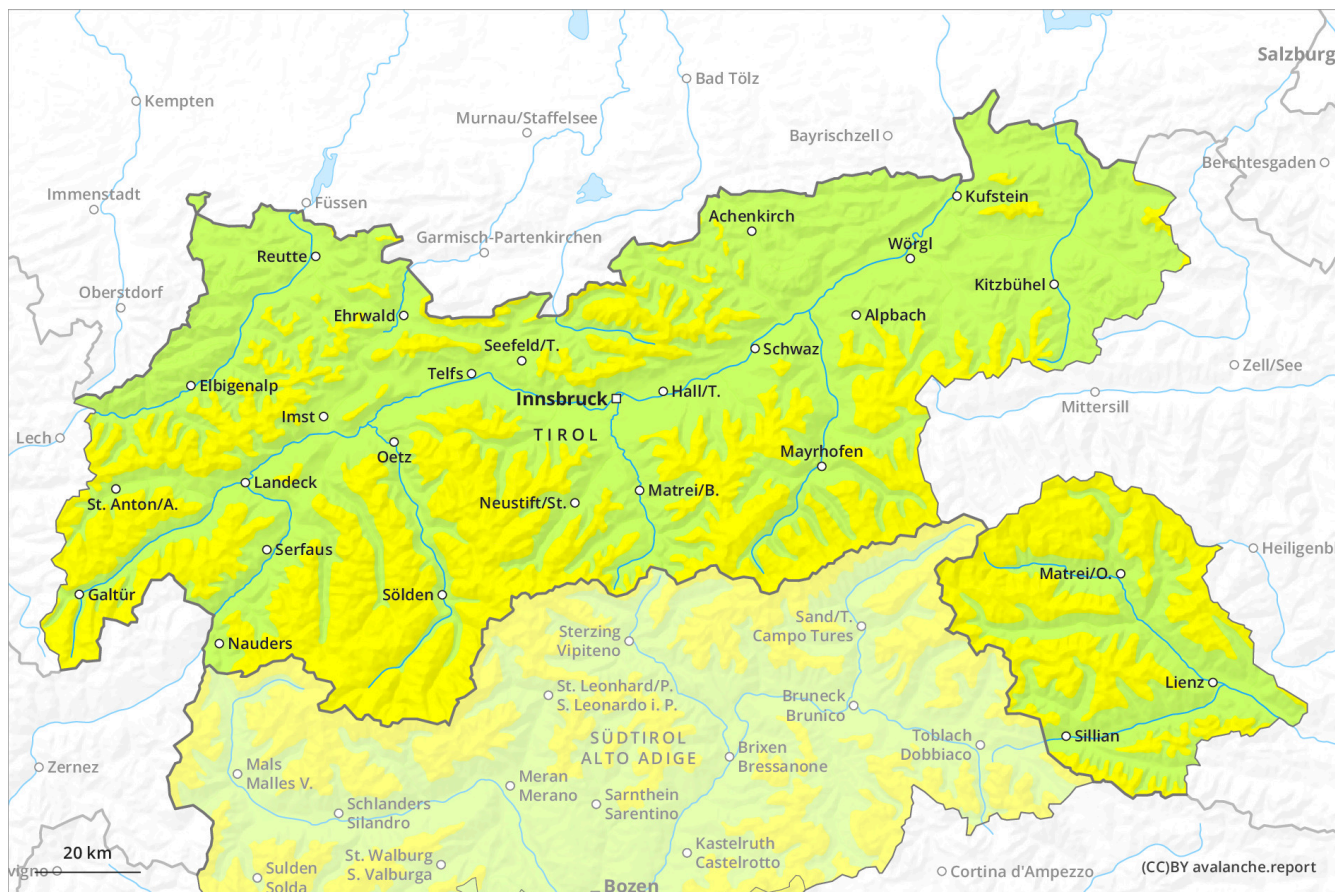 Salzburg
Kempten
Bad Tölz
Murnau/Staffelsee
Bayrischzell
Berchtesgaden
Immenstadt
Füssen
Kufstein
Achenkirch
Garmisch-Partenkirchen
Wörgl
Reutte
Oberstdorf
Kitzbühel
Ehrwald
Alpbach
Seefeld/T.
Schwaz
Telfs
Zell/See
Elbigenalp
Innsbruck
Hall/T.
Mittersill
Imst
TIROL
Lech
Oetz
Mayrhofen
Landeck
Matrei/B.
St. Anton/A.
Neustift/St.
Serfaus
Heiligenb
Matrei/O.
Galtür
Sölden
Sand/T.
Campo Tures
Sterzing
Vipiteno
Nauders
Lienz
St. Leonhard/P.
S. Leonardo i. P.
Bruneck
Brunico
SÜDTIROL
ALTO ADIGE
Sillian
Toblach
Dobbiaco
Brixen
Bressanone
Zernez
Mals
Malles V.
Meran
Merano
Sarnthein
Sarentino
Schlanders
Silandro
20 km
St. Walburg
S. Valburga
Kastelruth
Castelrotto
vigno
Sulden
Solda
Cortina d'Ampezzo
(CC)BY avalanche.report
Bozen